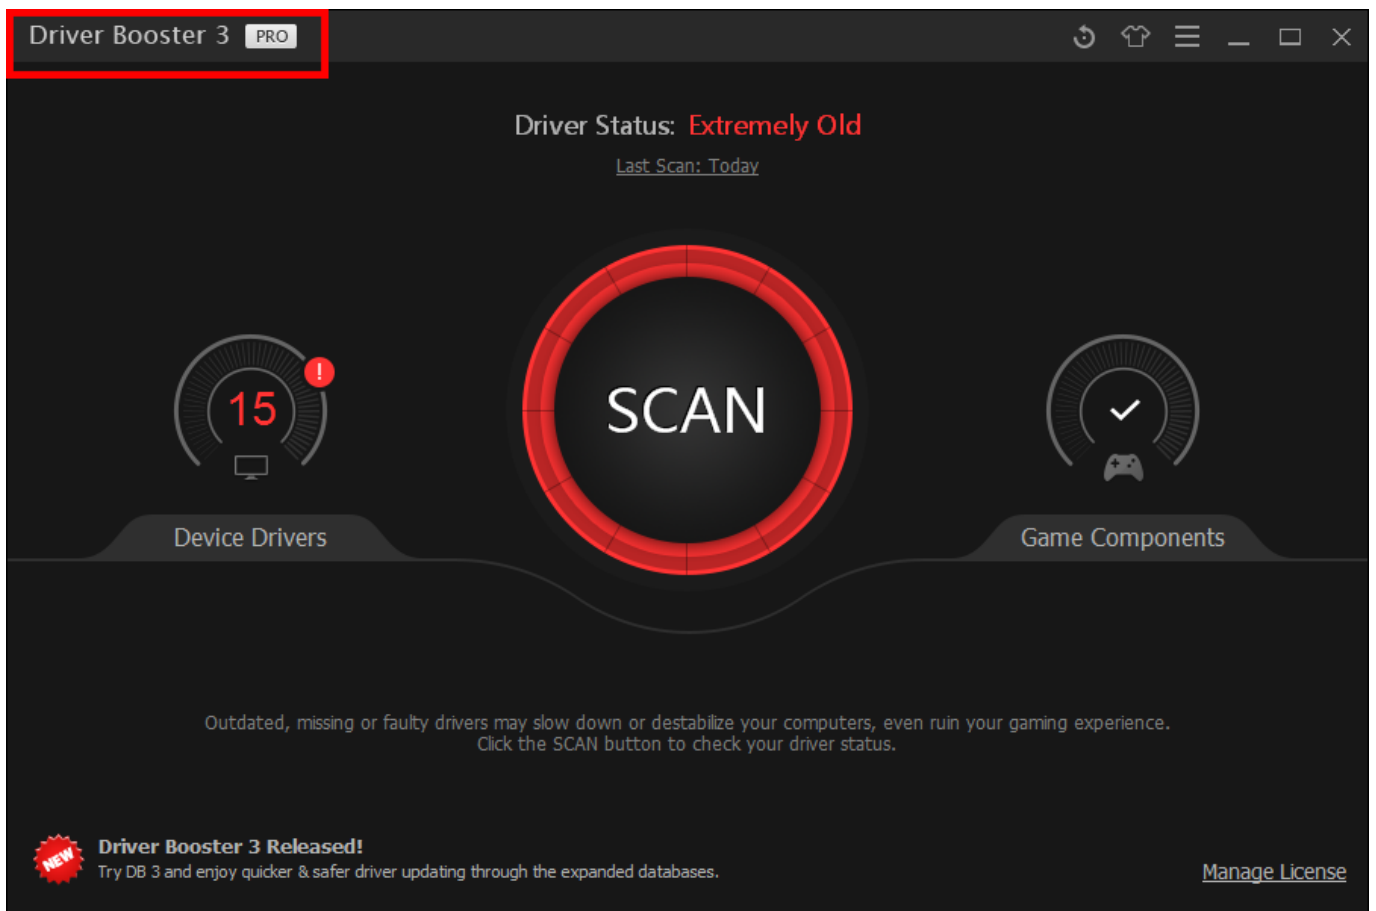 Driver Booster 3 PRO
Driver Status: Extremely Old
Last Scan: Today
15
!
SCAN
Device Drivers
Game Components
Outdated, missing or faulty drivers may slow down or destabilize your computers, even ruin your gaming experience.
Click the SCAN button to check your driver status.
NEW
Driver Booster 3 Released!
Try DB 3 and enjoy quicker & safer driver updating through the expanded databases.
Manage License